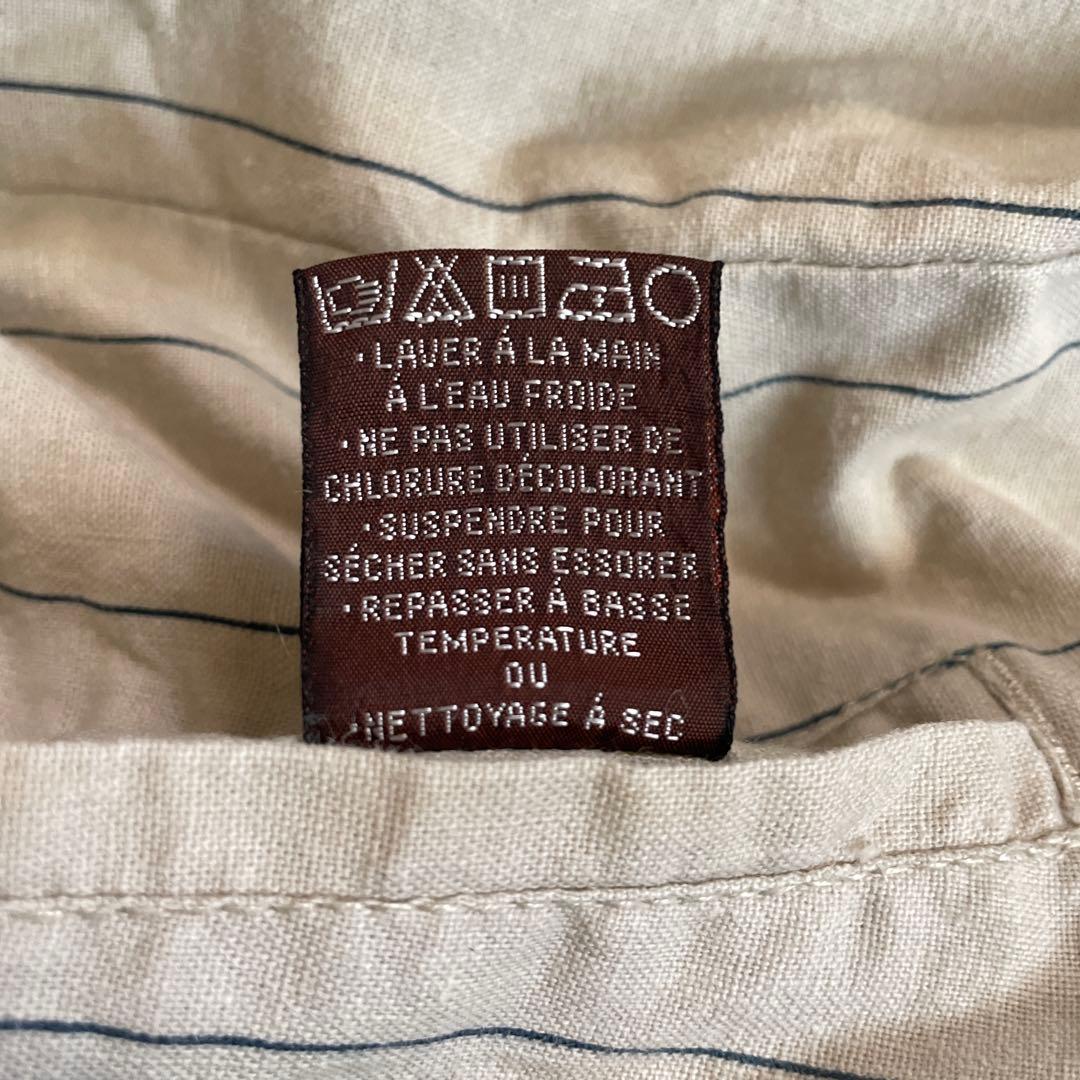 · LAVER Á LA MAIN
Á L'EAU FROIDE
· NE PAS UTILISER DE
CHLORURE DÉCOLORANT
· SUSPENDRE POUR
SÉCHER SANS ESSORER
· REPASSER Á BASSE
TEMPERATURE
OU
· NETTOYAGE Á SEC